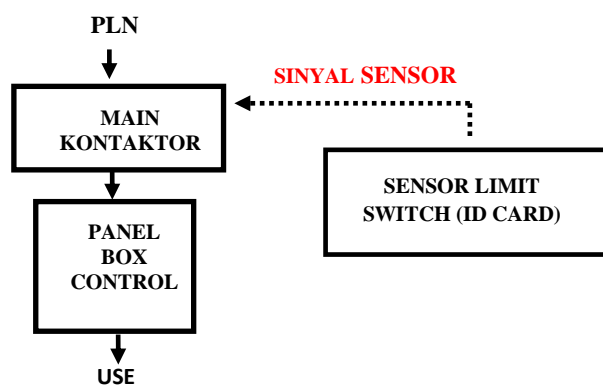 PLN
SINYAL SENSOR
MAIN
KONTAKTOR
SENSOR LIMIT
SWITCH (ID CARD)
PANEL
BOX
CONTROL
USE